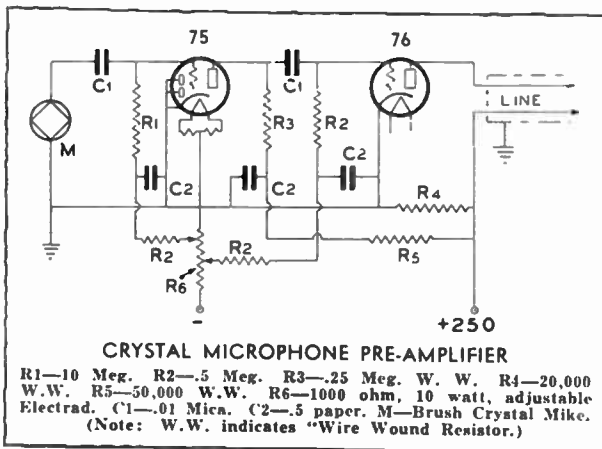 75
76
C1
C1
R1
R3
R2
LINE
M
C2
C2
C2
R4
R2
R2
R5
R6
-
+250
CRYSTAL MICROPHONE PRE-AMPLIFIER
R1—10 Meg. R2—.5 Meg. R3—.25 Meg. W. W. R4—20,000
W.W. R5—50,000 W.W. R6—1000 ohm, 10 watt, adjustable
Electrad. C1—.01 Mica. C2—.5 paper. M—Brush Crystal Mike.
(Note: W.W. indicates "Wire Wound Resistor.)